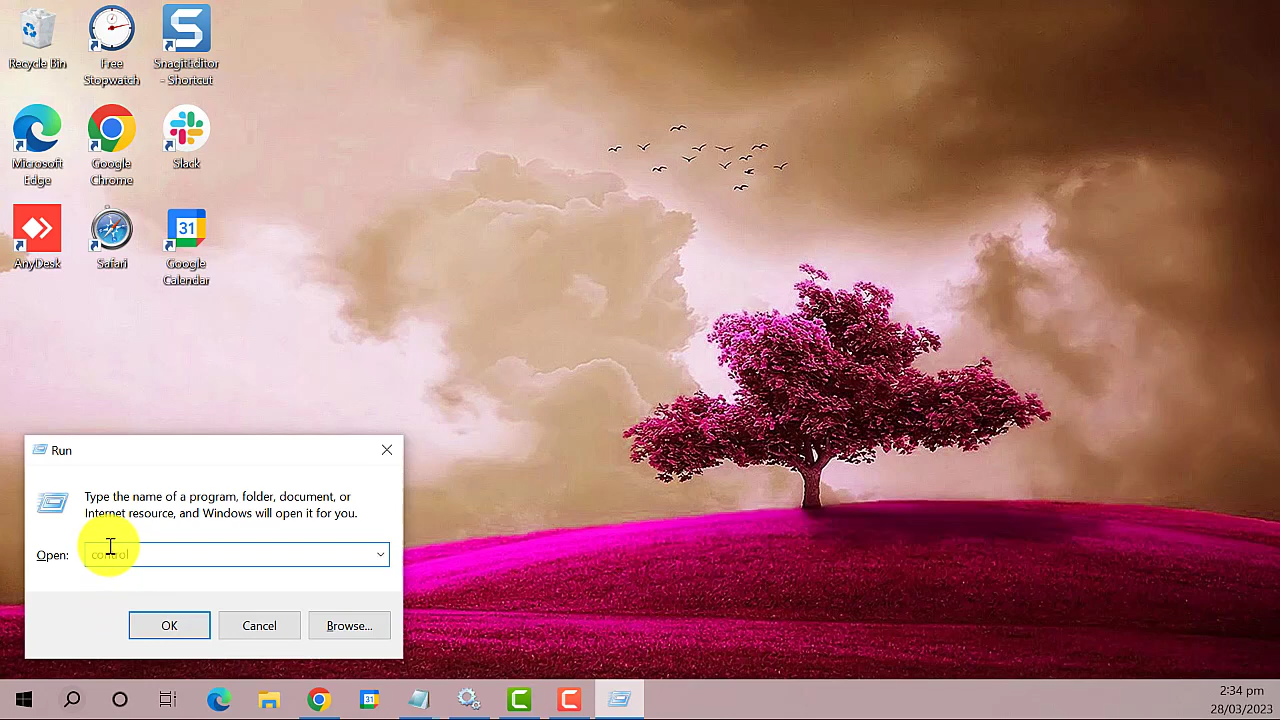 Recycle Bin
Free
Stopwatch
SnagitEditor
- Shortcut
Microsoft
Edge
Google
Chrome
Slack
AnyDesk
Safari
31
Google
Calendar
Run
Type the name of a program, folder, document, or
Internet resource, and Windows will open it for you.
Open:
control
OK
Cancel
Browse...
31
2:34 pm
28/03/2023